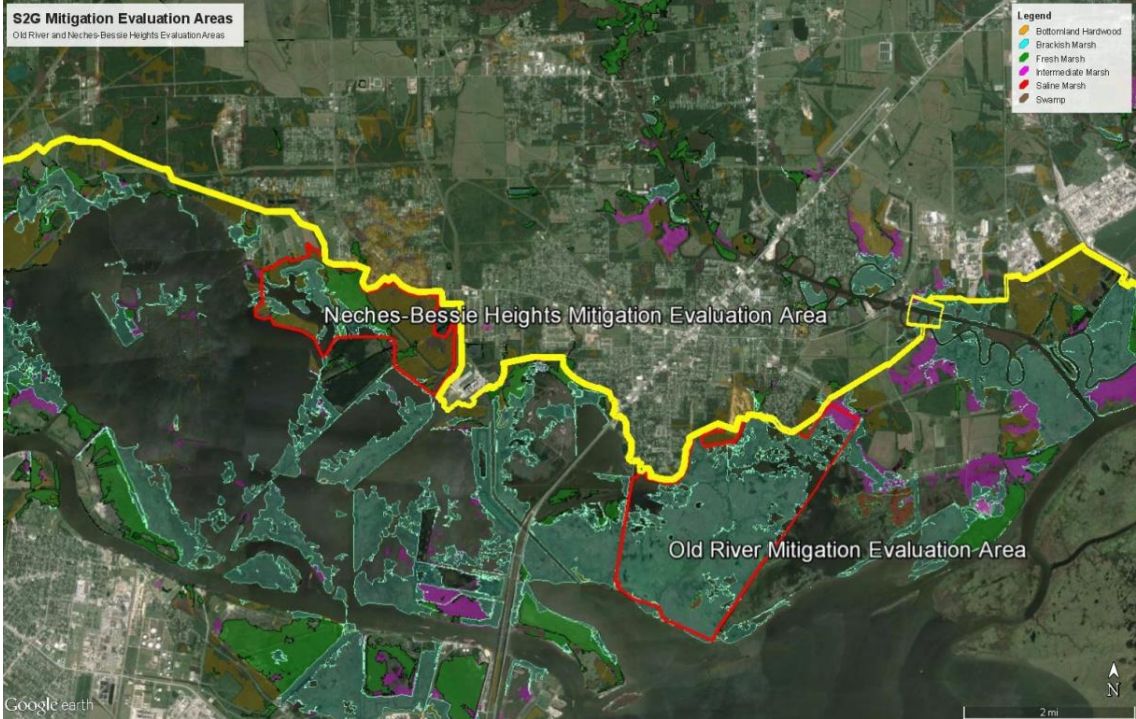 S2G Mitigation Evaluation Areas
Old River and Neches-Bessie Heights Evaluation Areas
Legend
Bottomland Hardwood
Brackish Marsh
Fresh Marsh
Intermediate Marsh
Saline Marsh
Swamp
Neches-Bessie Heights Mitigation Evaluation Area
Old River Mitigation Evaluation Area
Google earth
N
2 mi